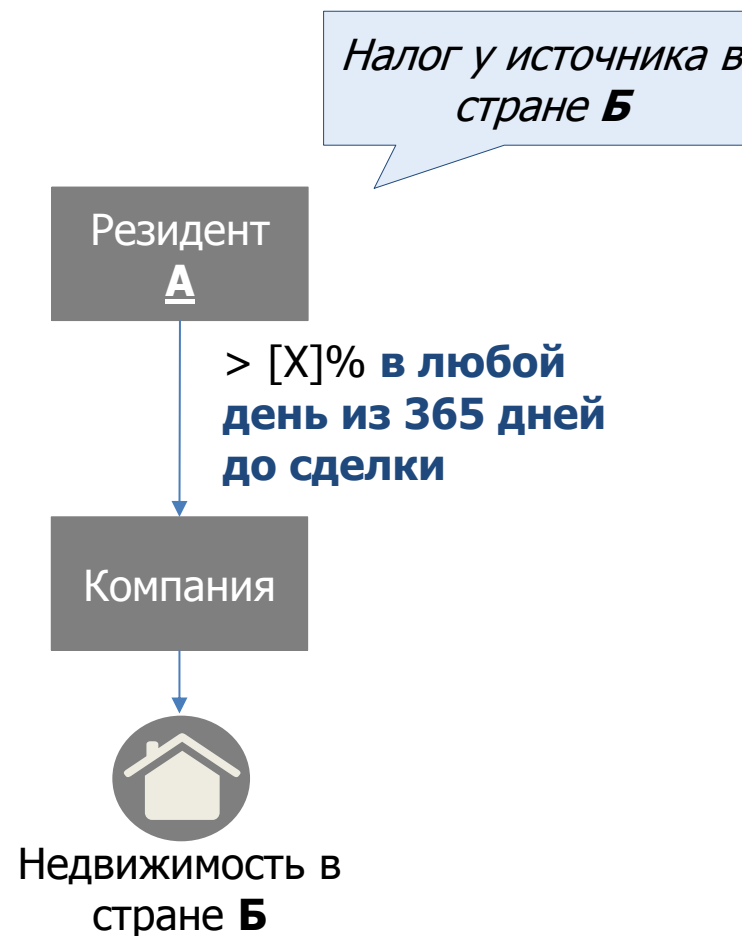 Налог у источника в
стране Б
Резидент
А
> [X]% в любой
день из 365 дней
до сделки
Компания
Недвижимость в
стране Б